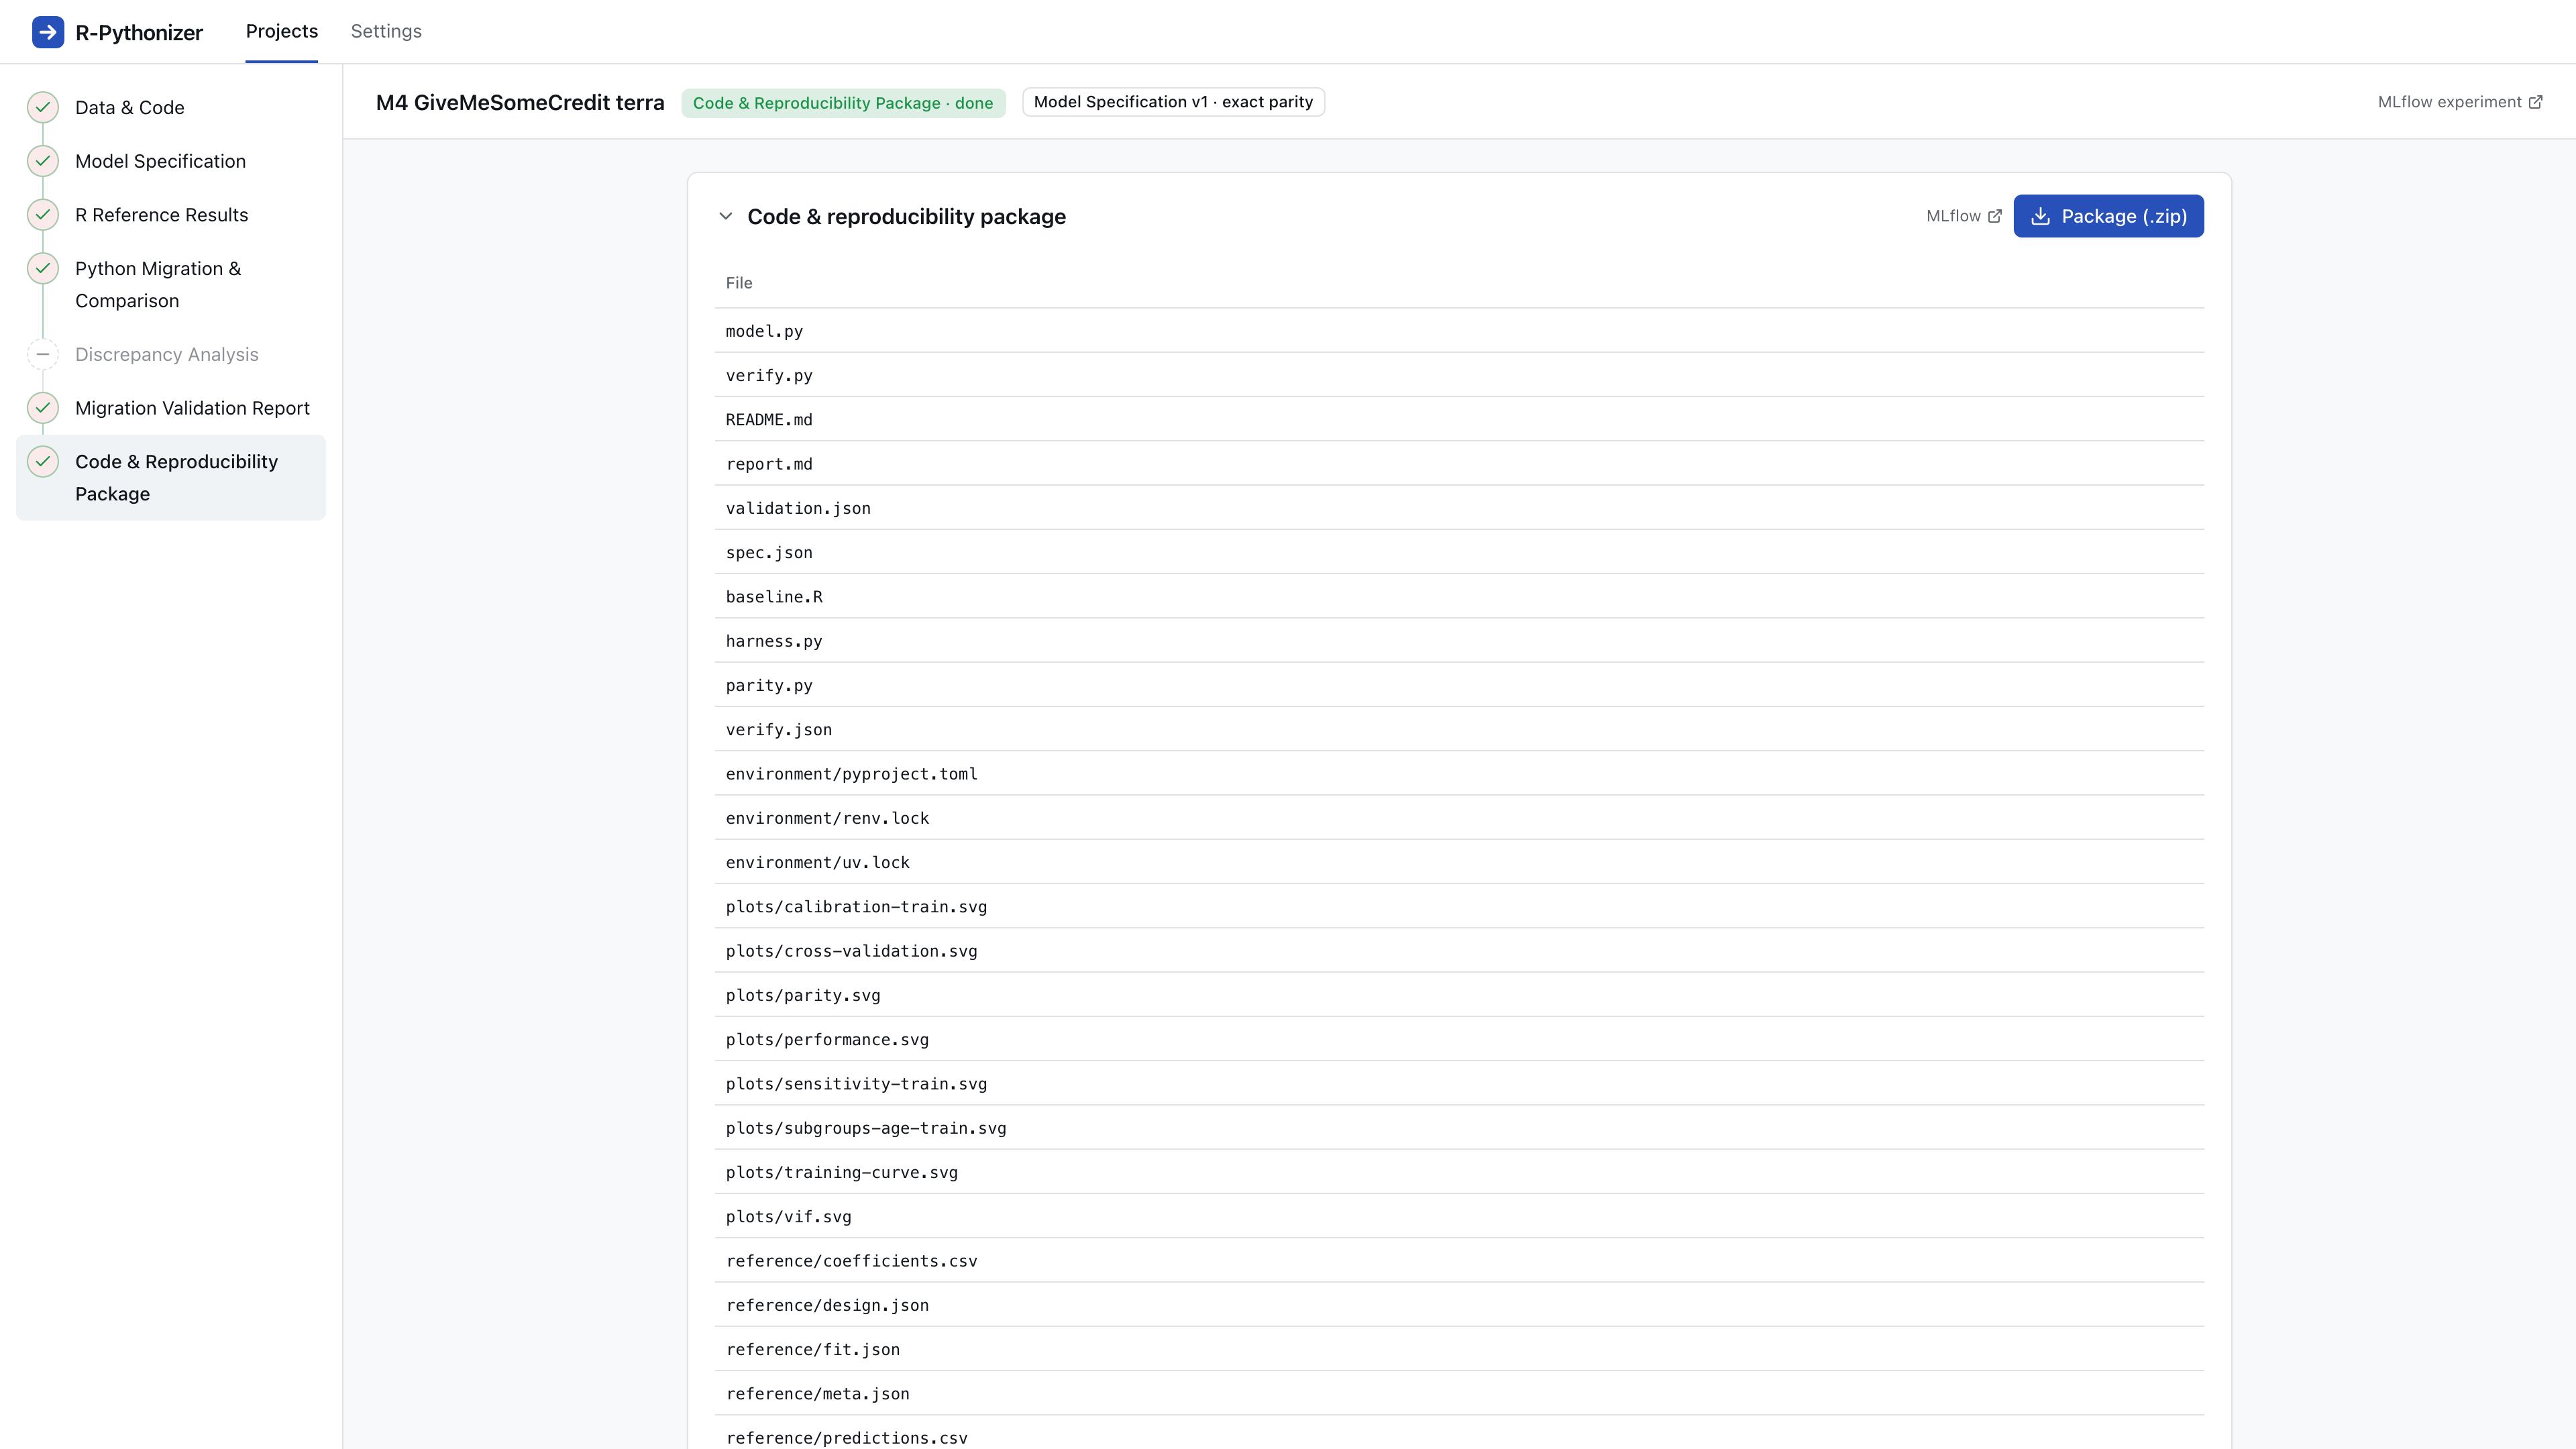 R-Pythonizer
Projects
Settings
Data & Code
Model Specification
R Reference Results
Python Migration &
Comparison
Discrepancy Analysis
Migration Validation Report
Code & Reproducibility
Package
M4 GiveMeSomeCredit terra
Code & Reproducibility Package · done
Model Specification v1 · exact parity
MLflow experiment
Code & reproducibility package
MLflow
Package (.zip)
File
model.py
verify.py
README.md
report.md
validation.json
spec.json
baseline.R
harness.py
parity.py
verify.json
environment/pyproject.toml
environment/renv.lock
environment/uv.lock
plots/calibration-train.svg
plots/cross-validation.svg
plots/parity.svg
plots/performance.svg
plots/sensitivity-train.svg
plots/subgroups-age-train.svg
plots/training-curve.svg
plots/vif.svg
reference/coefficients.csv
reference/design.json
reference/fit.json
reference/meta.json
reference/predictions.csv